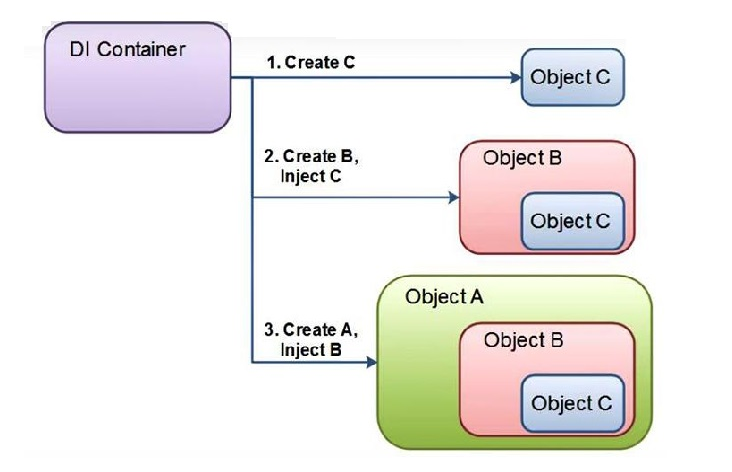 DI Container
1. Create C
Object C
2. Create B,
Inject C
Object B
Object C
3. Create A,
Inject B
Object A
Object B
Object C